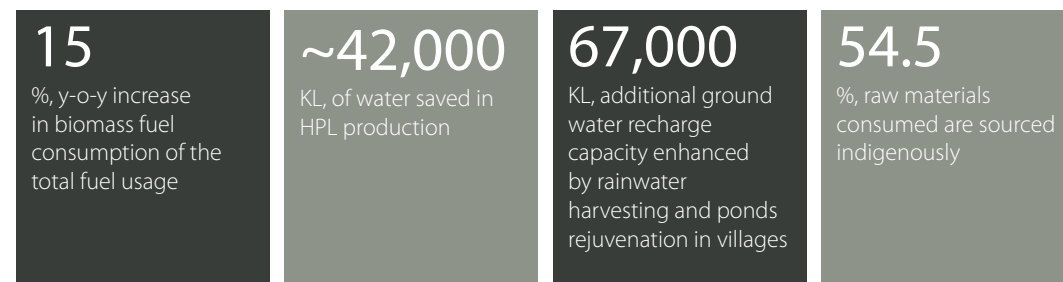 15
%, y-o-y increase
in biomass fuel
consumption of the
total fuel usage
~42,000
KL, of water saved in
HPL production
67,000
KL, additional ground
water recharge
capacity enhanced
by rainwater
harvesting and ponds
rejuvenation in villages
54.5
%, raw materials
consumed are sourced
indigenously